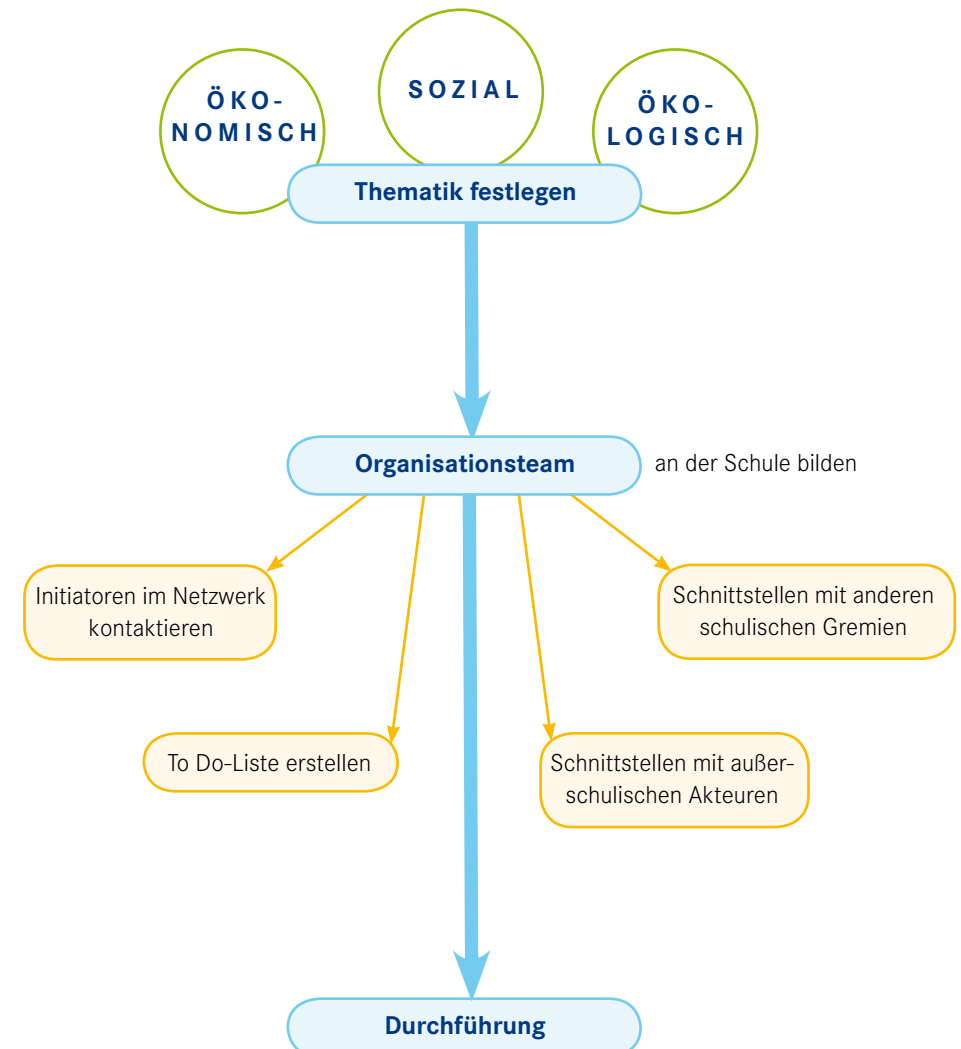 ÖKO-
NOMISCH
SOZIAL
ÖKO-
LOGISCH
Thematik festlegen
Organisationsteam
an der Schule bilden
Initiatoren im Netzwerk
kontaktieren
Schnittstellen mit anderen
schulischen Gremien
To Do-Liste erstellen
Schnittstellen mit außer-
schulischen Akteuren
Durchführung